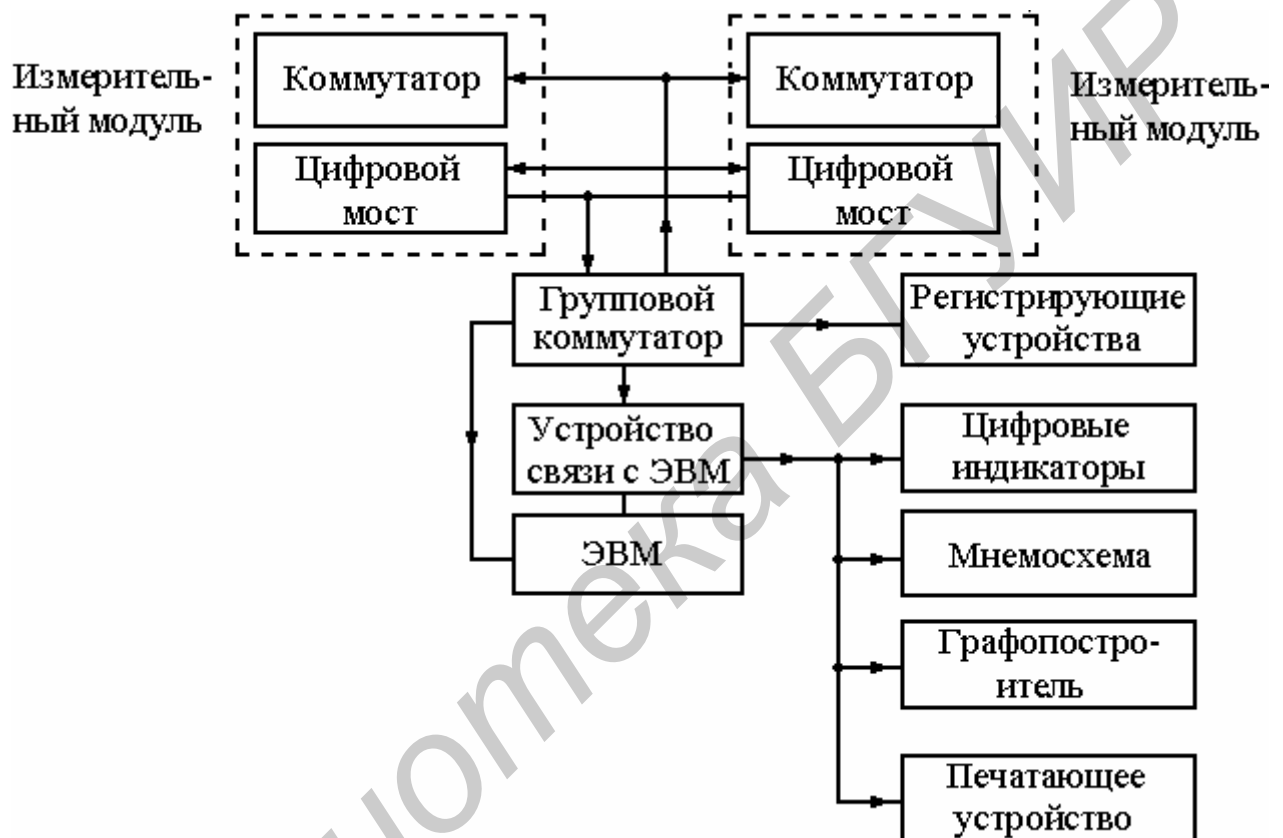 Измеритель-
ный модуль
Коммутатор
Цифровой
мост
Коммутатор
Цифровой
мост
Измеритель-
ный модуль
Групповой
коммутатор
Регистрирующие
устройства
Устройство
связи с ЭВМ
Цифровые
индикаторы
ЭВМ
Мнемосхема
Графопостро-
итель
Печатающее
устройство
БГУИР